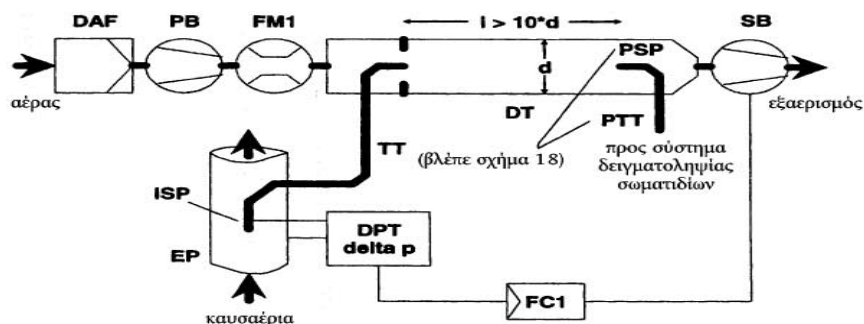 DAF PB FM1 l > 10*d SB
d PSP
αέρας DT εξαερισμός
PTT
TT (βλέπε σχήμα 18) προς σύστημα
δειγματοληψίας
σωματιδίων
ISP
DPT
delta p
EP
FC1
καυσαέρια